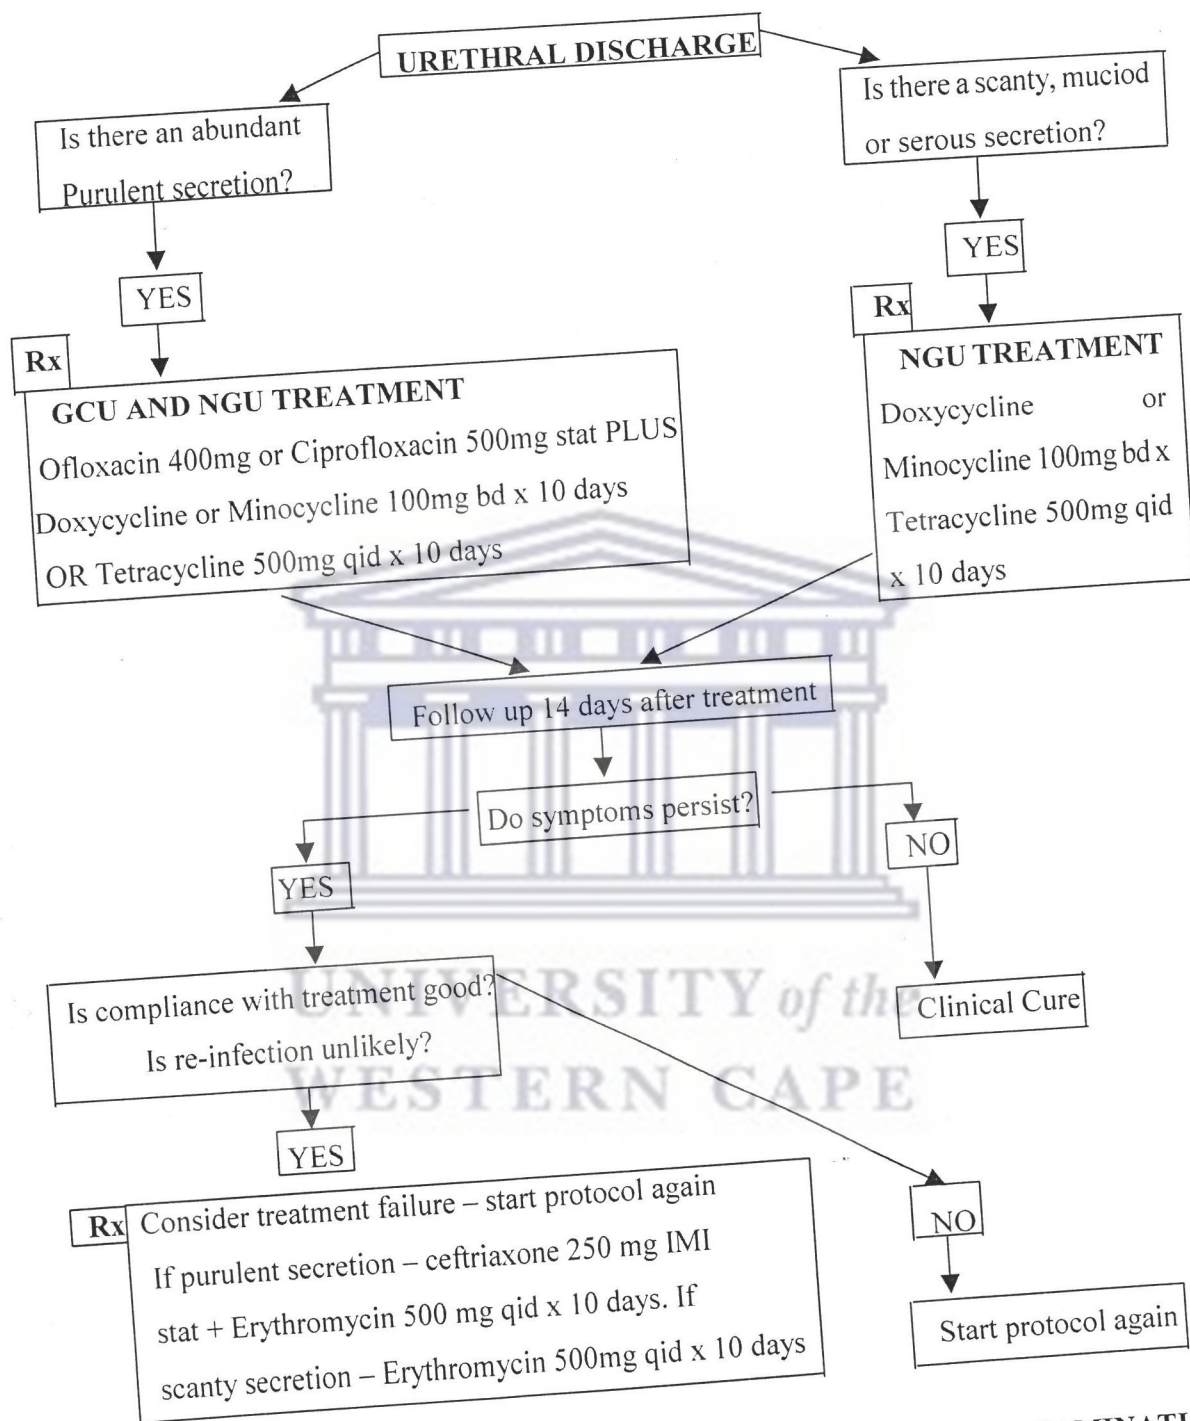 URETHRAL DISCHARGE
Is there an abundant
Purulent secretion?
Is there a scanty, muciod
or serous secretion?
YES
YES
Rx
GCU AND NGU TREATMENT
Ofloxacin 400mg or Ciprofloxacin 500mg stat PLUS
Doxycycline or Minocycline 100mg bd x 10 days
OR Tetracycline 500mg qid x 10 days
Rx
NGU TREATMENT
Doxycycline or
Minocycline 100mg bd x
Tetracycline 500mg qid
x 10 days
Follow up 14 days after treatment
Do symptoms persist?
YES
NO
Is compliance with treatment good?
Is re-infection unlikely?
Clinical Cure
UNIVERSITY of the
WESTERN CAPE
YES
NO
Rx
Consider treatment failure – start protocol again
If purulent secretion – ceftriaxone 250 mg IMI
stat + Erythromycin 500 mg qid x 10 days. If
scanty secretion – Erythromycin 500mg qid x 10 days
Start protocol again